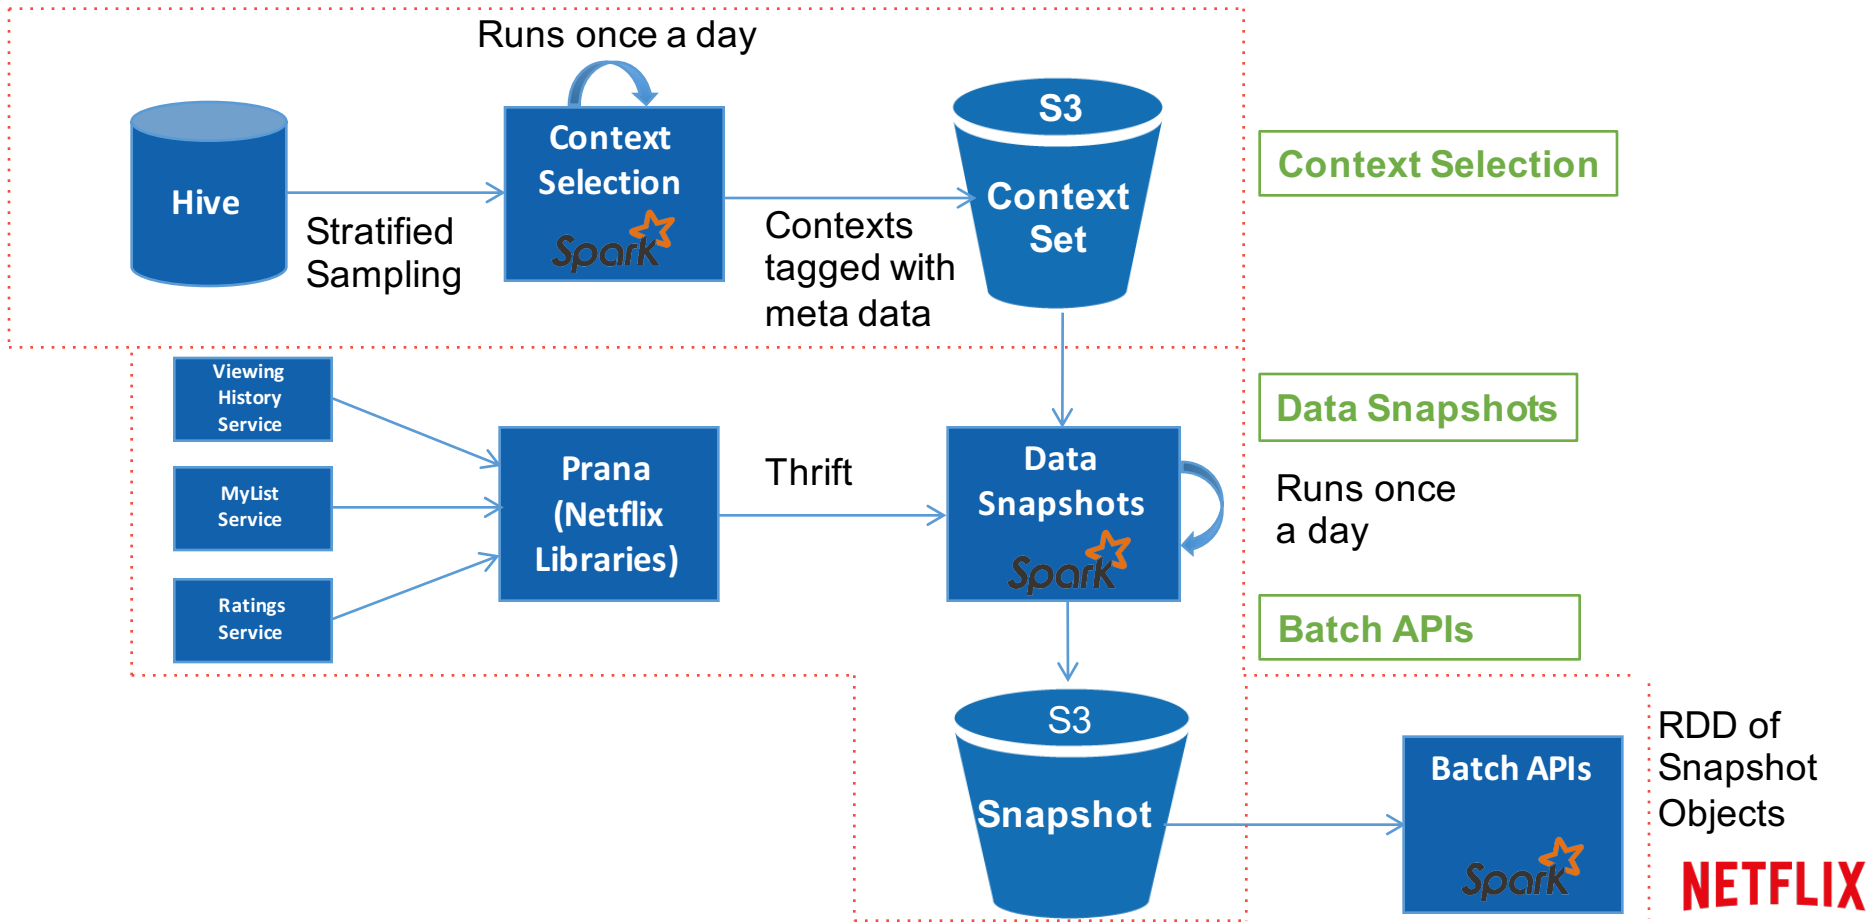 Runs once a day
Hive
Stratified
Sampling
Context
Selection
Spark
Contexts
tagged with
meta data
S3
Context
Set
Context Selection
Viewing
History
Service
MyList
Service
Ratings
Service
Prana
(Netflix
Libraries)
Thrift
Data
Snapshots
Spark
Data Snapshots
Runs once
a day
Batch APIs
S3
Snapshot
Batch APIs
Spark
RDD of
Snapshot
Objects
NETFLIX